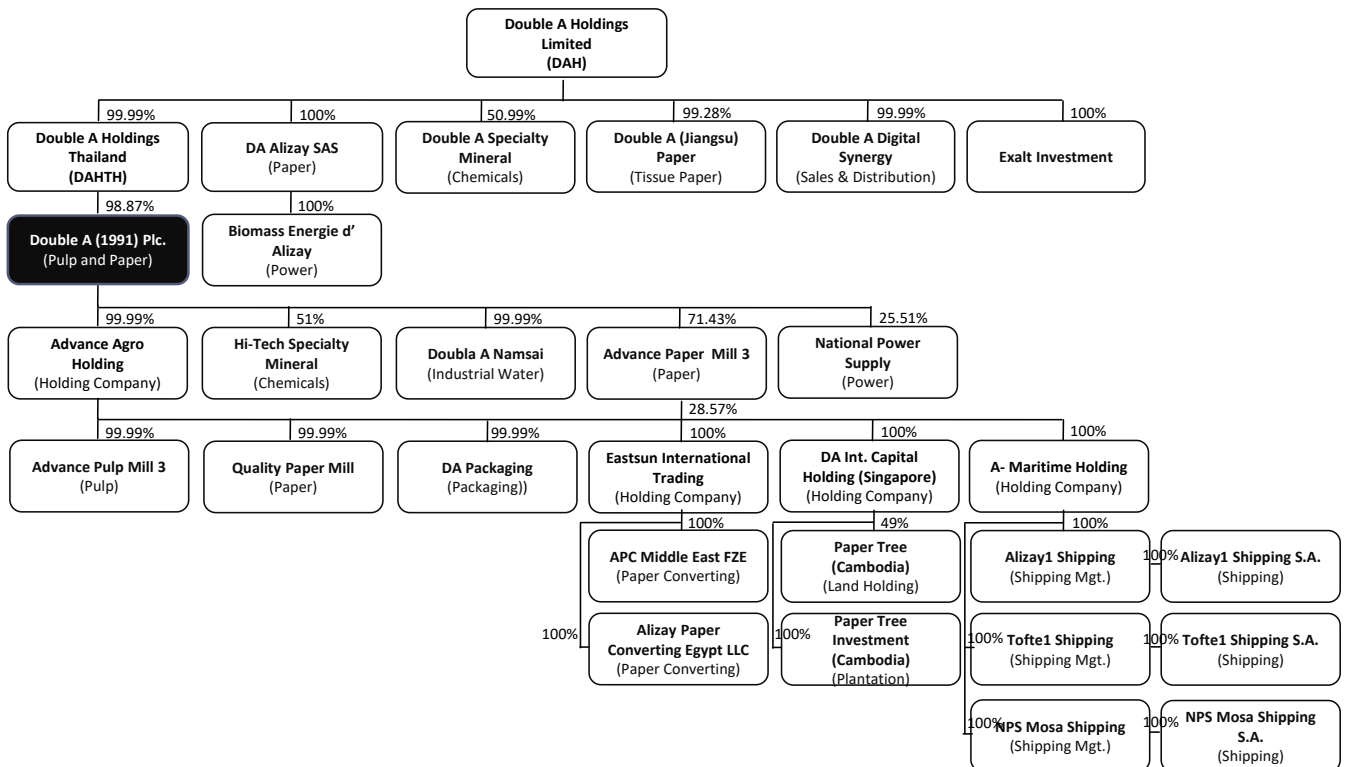 Double A Holdings
Limited
(DAH)
99.99%
100%
50.99%
99.28%
99.99%
100%
Double A Holdings
Thailand
(DAHTH)
DA Alizay SAS
(Paper)
Double A Specialty
Mineral
(Chemicals)
Double A (Jiangsu)
Paper
(Tissue Paper)
Double A Digital
Synergy
(Sales & Distribution)
Exalt Investment
98.87%
100%
Double A (1991) Plc.
(Pulp and Paper)
Biomass Energie d’
Alizay
(Power)
99.99%
51%
99.99%
71.43%
25.51%
Advance Agro
Holding
(Holding Company)
Hi-Tech Specialty
Mineral
(Chemicals)
Doubla A Namsai
(Industrial Water)
Advance Paper Mill 3
(Paper)
National Power
Supply
(Power)
28.57%
99.99%
99.99%
99.99%
100%
100%
100%
Advance Pulp Mill 3
(Pulp)
Quality Paper Mill
(Paper)
DA Packaging
(Packaging))
Eastsun International
Trading
(Holding Company)
DA Int. Capital
Holding (Singapore)
(Holding Company)
A- Maritime Holding
(Holding Company)
100%
49%
100%
APC Middle East FZE
(Paper Converting)
Paper Tree
(Cambodia)
(Land Holding)
Alizay1 Shipping
(Shipping Mgt.)
100%
Alizay1 Shipping S.A.
(Shipping)
100%
Alizay Paper
Converting Egypt LLC
(Paper Converting)
100%
Paper Tree
Investment
(Cambodia)
(Plantation)
100%
Tofte1 Shipping
(Shipping Mgt.)
100%
Tofte1 Shipping S.A.
(Shipping)
100%
NPS Mosa Shipping
(Shipping Mgt.)
100%
NPS Mosa Shipping
S.A.
(Shipping)